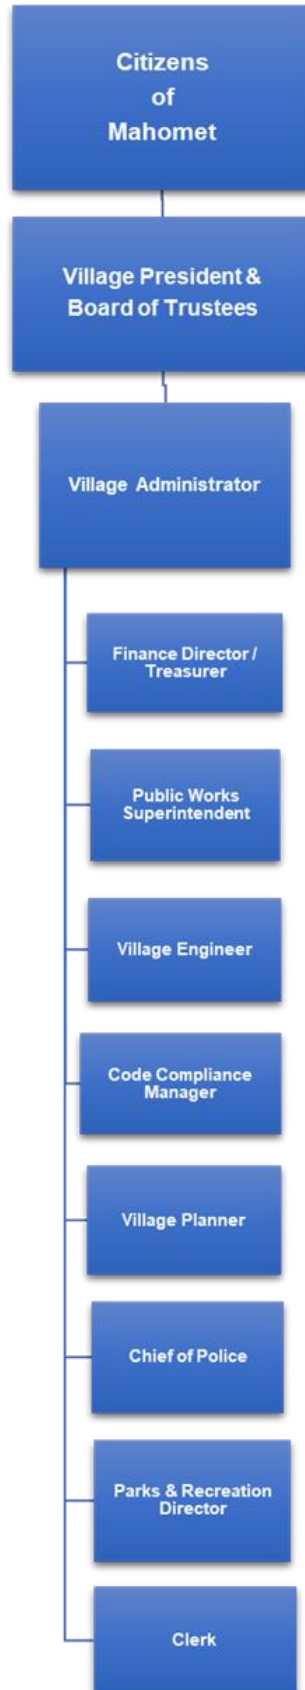 Citizens
of
Mahomet
Village President &
Board of Trustees
Village Administrator
Finance Director /
Treasurer
Public Works
Superintendent
Village Engineer
Code Compliance
Manager
Village Planner
Chief of Police
Parks & Recreation
Director
Clerk